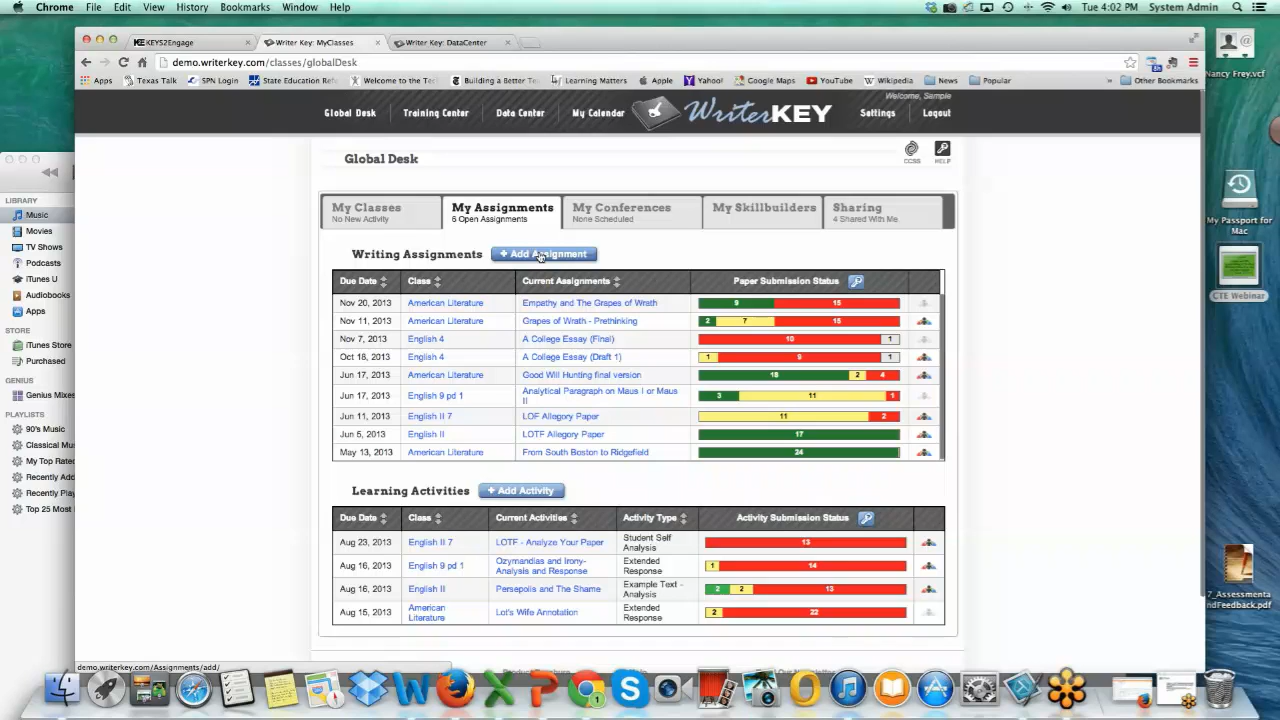 Chrome File Edit View History Bookmarks Window Help Tue 4:02 PM System Admin
KEYS2Engage Writer Key: MyClasses Writer Key: DataCenter
demo.writerkey.com/classes/globalDesk
Apps Texas Talk SPN Login State Education Refe Welcome to the Tec Building a Better Te Learning Matters Apple Yahoo! Google Maps YouTube Wikipedia News Popular » Other Bookmarks
Nancy Frey.vcf
Welcome, Sample
Global Desk Training Center Data Center My Calendar WriterKEY Settings Logout
Global Desk
CCSS HELP
My Classes My Assignments My Conferences My Skillbuilders Sharing
No New Activity 6 Open Assignments None Scheduled 4 Shared With Me.
Writing Assignments + Add Assignment
Due Date Class Current Assignments Paper Submission Status
Nov 20, 2013 American Literature Empathy and The Grapes of Wrath 9 15
Nov 11, 2013 American Literature Grapes of Wrath - Prethinking 2 7 15
Nov 7, 2013 English 4 A College Essay (Final) 10 1
Oct 18, 2013 English 4 A College Essay (Draft 1) 1 9 1
Jun 17, 2013 American Literature Good Will Hunting final version 18 2 4
Jun 17, 2013 English 9 pd 1 Analytical Paragraph on Maus I or Maus II 3 11 1
Jun 11, 2013 English II 7 LOF Allegory Paper 11 2
Jun 5, 2013 English II LOTF Allegory Paper 17
May 13, 2013 American Literature From South Boston to Ridgefield 24
Learning Activities + Add Activity
Due Date Class Current Activities Activity Type Activity Submission Status
Aug 23, 2013 English II 7 LOTF - Analyze Your Paper Student Self Analysis 13
Aug 16, 2013 English 9 pd 1 Ozymandias and Irony- Analysis and Response Extended Response 1 14
Aug 16, 2013 English II Persepolis and The Shame Example Text - Analysis 2 2 13
Aug 15, 2013 American Literature Lot's Wife Annotation Extended Response 2 22
demo.writerkey.com/Assignments/add/
LIBRARY
Music
Movies
TV Shows
Podcasts
iTunes U
Audiobooks
Apps
STORE
iTunes Store
Purchased
GENIUS
Genius Mixes
PLAYLISTS
90's Music
Classical Mus
My Top Rated
Recently Add
Recently Play
Top 25 Most
My Passport for Mac
CTE Webinar
7_Assessmenta
ndFeedback.pdf